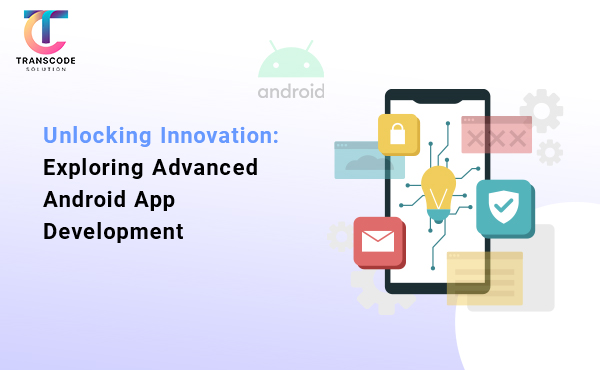 TRANSCODE
SOLUTION
android
Unlocking Innovation:
Exploring Advanced
Android App
Development